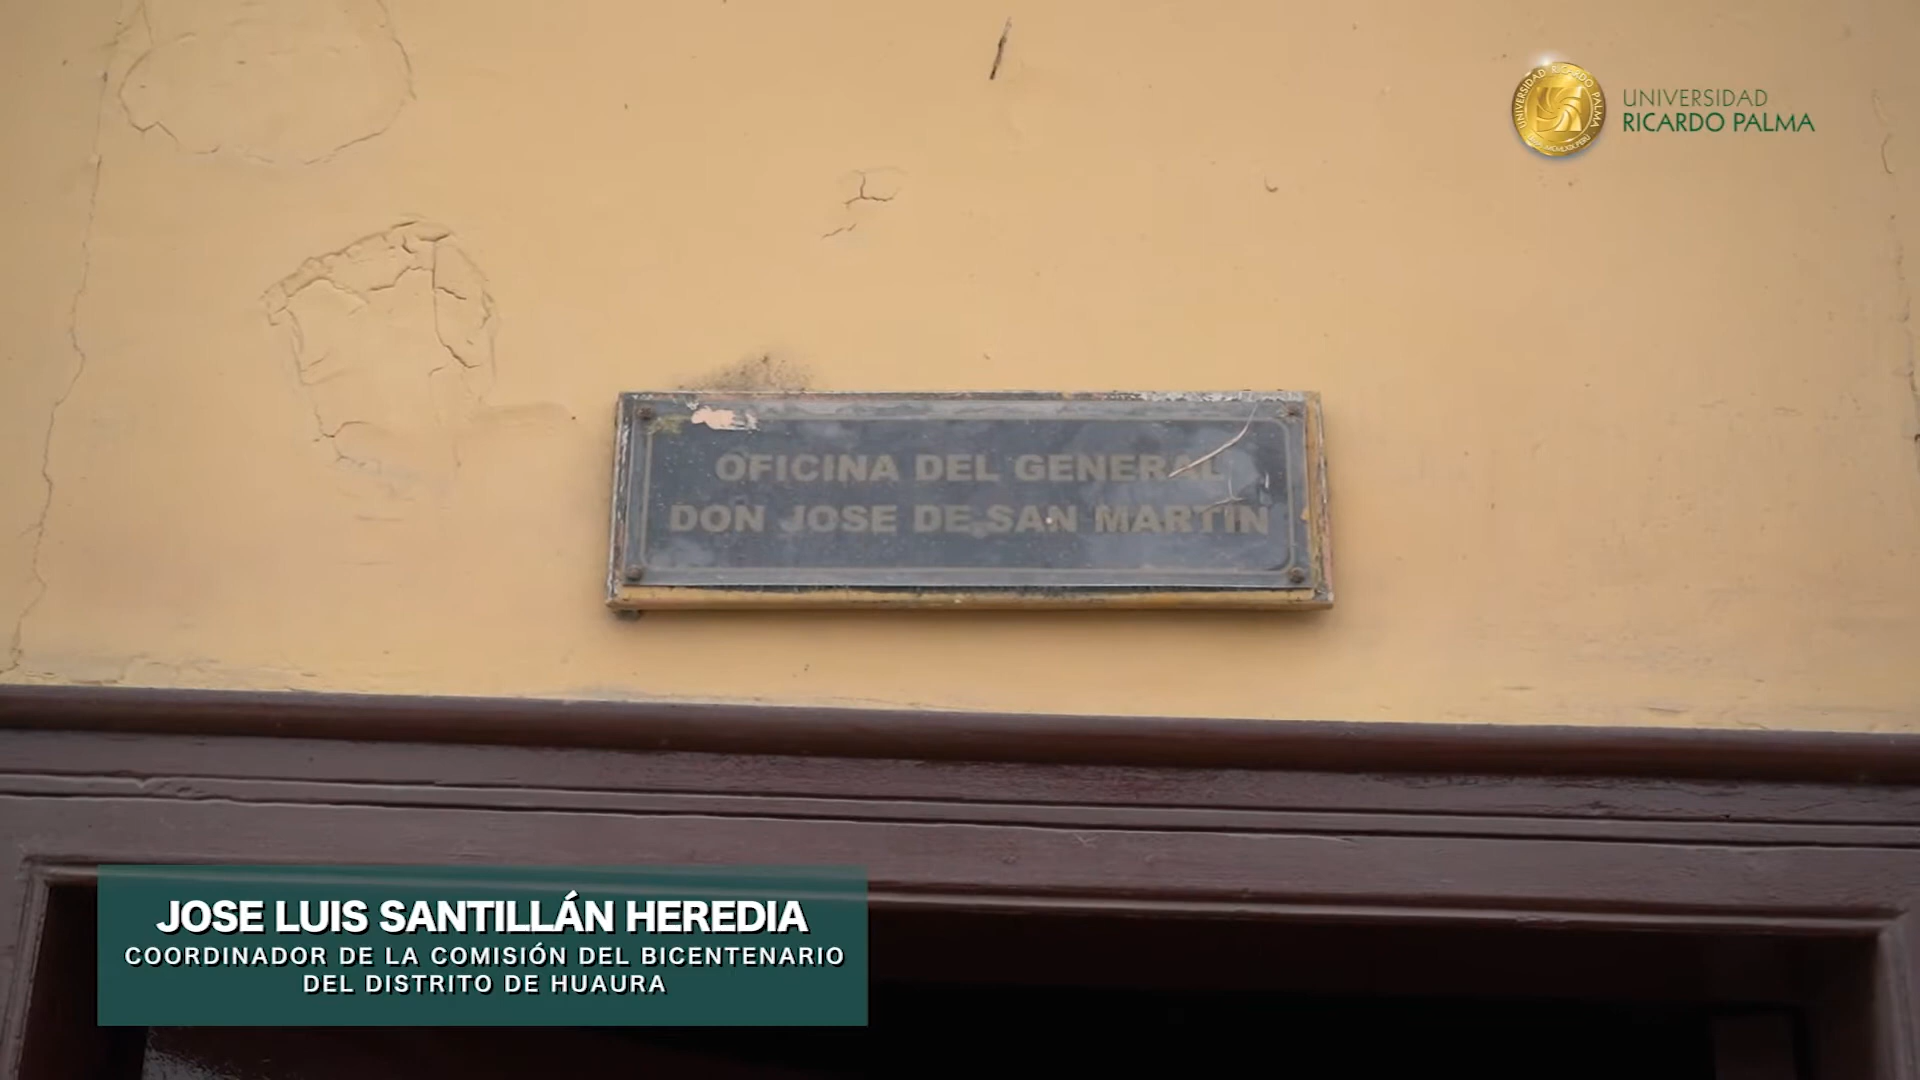 UNIVERSIDAD
RICARDO PALMA
OFICINA DEL GENERAL
DON JOSE DE SAN MARTIN
JOSE LUIS SANTILLÁN HEREDIA
COORDINADOR DE LA COMISIÓN DEL BICENTENARIO
DEL DISTRITO DE HUAURA